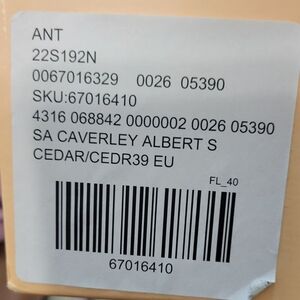 ANT
22S192N
0067016329 0026 05390
SKU:67016410
4316 068842 0000002 0026 05390
SA CAVERLEY ALBERT S
CEDAR/CEDR39 EU
FL_40
67016410